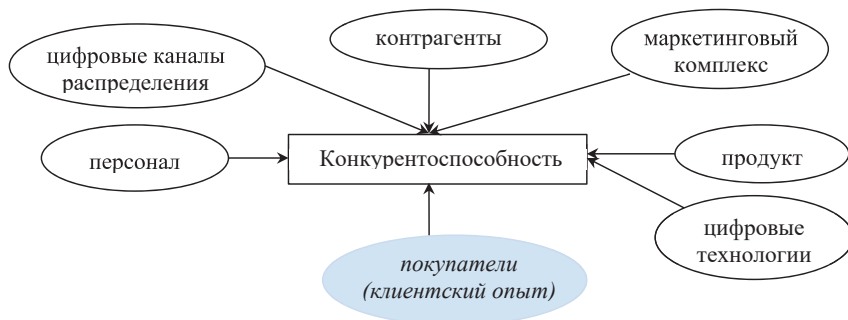 цифровые каналы
распределения
контрагенты
маркетинговый
комплекс
персонал
Конкурентоспособность
продукт
цифровые
технологии
покупатели
(клиентский опыт)